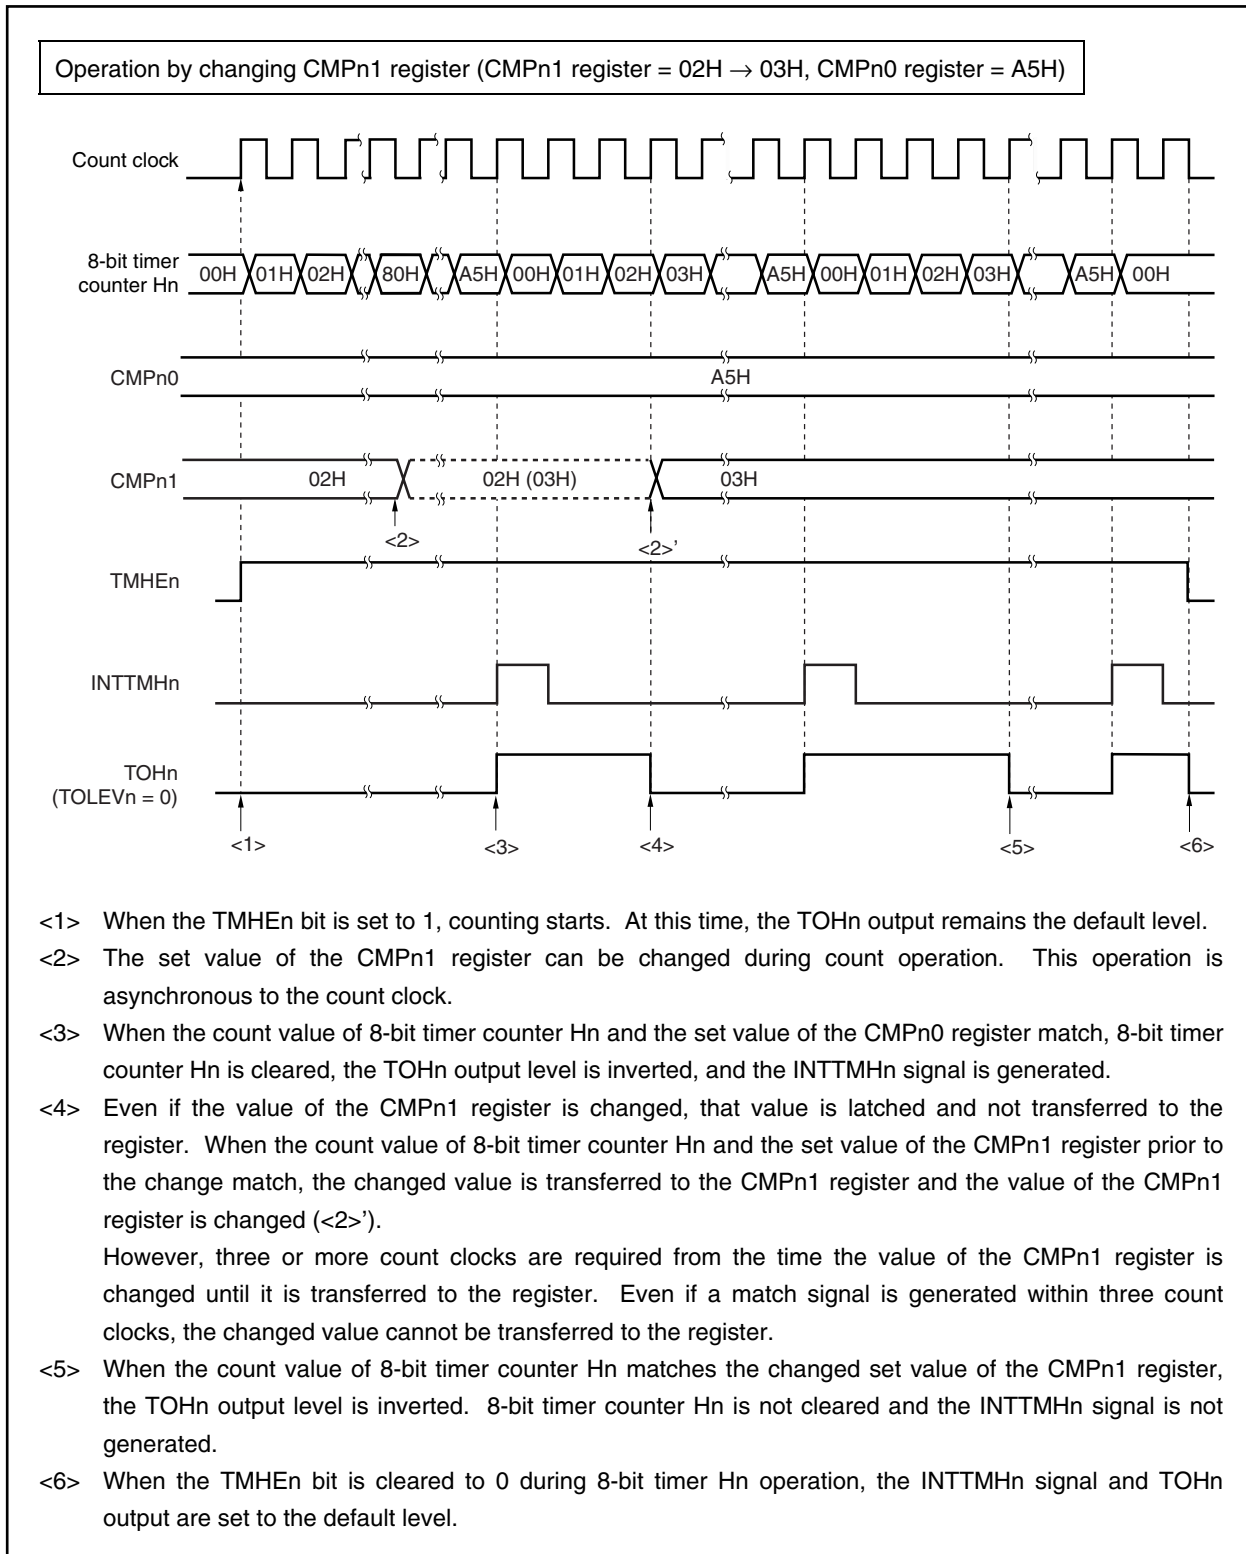 Operation by changing CMPn1 register (CMPn1 register = 02H → 03H, CMPn0 register = A5H)
Count clock
8-bit timer
counter Hn
00H 01H 02H 80H A5H 00H 01H 02H 03H A5H 00H 01H 02H 03H A5H 00H
CMPn0
A5H
CMPn1
02H
02H (03H)
03H
<2>
<2>’
TMHEn
INTTMHn
TOHn
(TOLEVn = 0)
<1>
<3>
<4>
<5>
<6>
<1> When the TMHEn bit is set to 1, counting starts. At this time, the TOHn output remains the default level.
<2> The set value of the CMPn1 register can be changed during count operation. This operation is
asynchronous to the count clock.
<3> When the count value of 8-bit timer counter Hn and the set value of the CMPn0 register match, 8-bit timer
counter Hn is cleared, the TOHn output level is inverted, and the INTTMHn signal is generated.
<4> Even if the value of the CMPn1 register is changed, that value is latched and not transferred to the
register. When the count value of 8-bit timer counter Hn and the set value of the CMPn1 register prior to
the change match, the changed value is transferred to the CMPn1 register and the value of the CMPn1
register is changed (<2>’).
However, three or more count clocks are required from the time the value of the CMPn1 register is
changed until it is transferred to the register. Even if a match signal is generated within three count
clocks, the changed value cannot be transferred to the register.
<5> When the count value of 8-bit timer counter Hn matches the changed set value of the CMPn1 register,
the TOHn output level is inverted. 8-bit timer counter Hn is not cleared and the INTTMHn signal is not
generated.
<6> When the TMHEn bit is cleared to 0 during 8-bit timer Hn operation, the INTTMHn signal and TOHn
output are set to the default level.